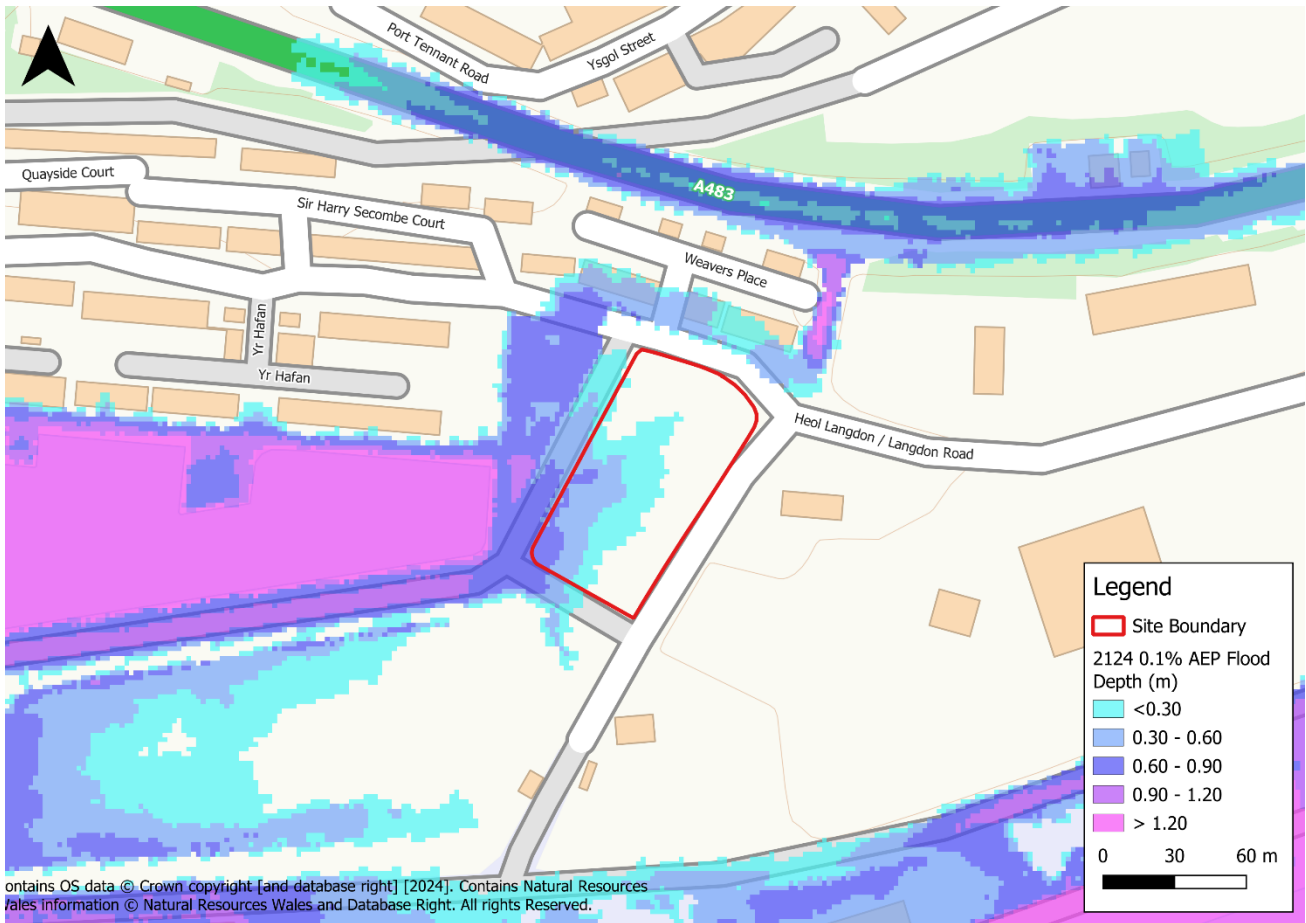 Port Tennant Road
Ysgol Street
A483
Quayside Court
Sir Harry Secombe Court
Weavers Place
Yr Hafan
Yr Hafan
Heol Langdon / Langdon Road
Legend
Site Boundary
2124 0.1% AEP Flood
Depth (m)
<0.30
0.30 - 0.60
0.60 - 0.90
0.90 - 1.20
> 1.20
0 30 60 m
ontains OS data © Crown copyright [and database right] [2024]. Contains Natural Resources
Wales information © Natural Resources Wales and Database Right. All rights Reserved.